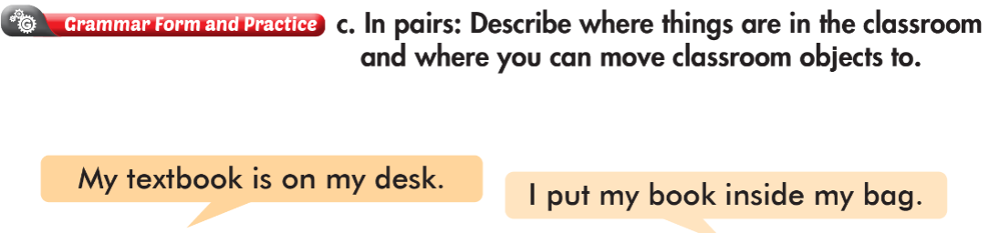 Grammar Form and Practice c. In pairs: Describe where things are in the classroom
and where you can move classroom objects to.
My textbook is on my desk.
I put my book inside my bag.